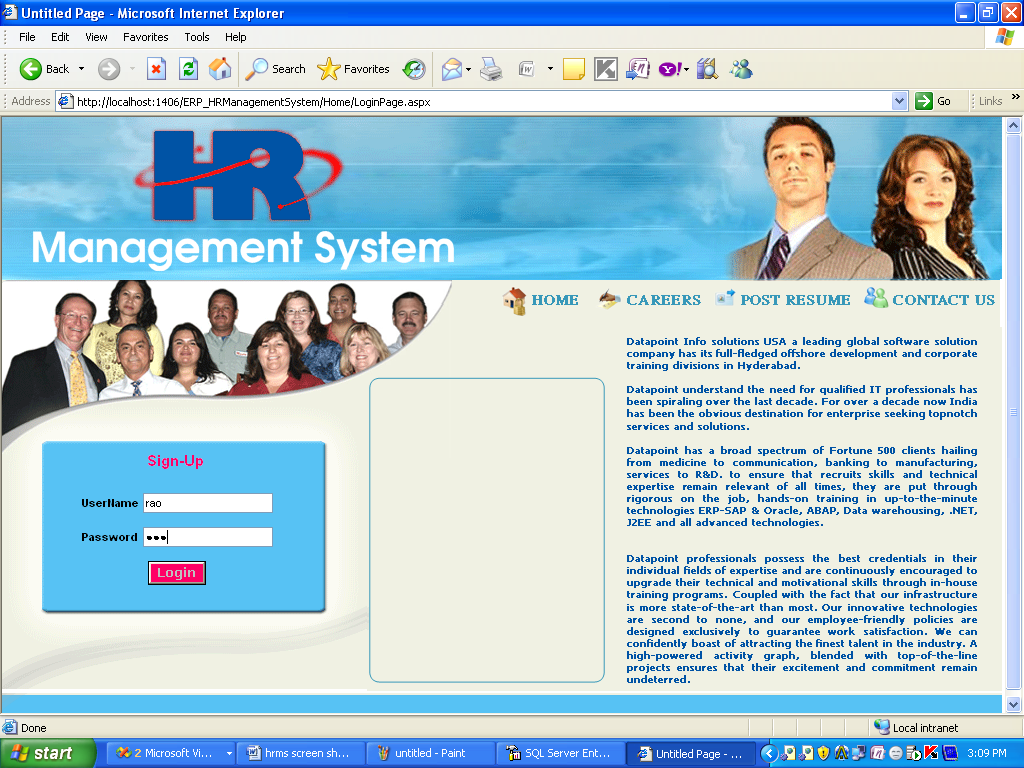 Untitled Page - Microsoft Internet Explorer
File Edit View Favorites Tools Help
Back Search Favorites
Address http://localhost:1406/ERP_HRManagementSystem/Home/LoginPage.aspx Go Links »
HR
Management System
HOME CAREERS POST RESUME CONTACT US
Datapoint Info solutions USA a leading global software solution
company has its full-fledged offshore development and corporate
training divisions in Hyderabad.
Datapoint understand the need for qualified IT professionals has
been spiraling over the last decade. For over a decade now India
has been the obvious destination for enterprise seeking topnotch
services and solutions.
Datapoint has a broad spectrum of Fortune 500 clients hailing
from medicine to communication, banking to manufacturing,
services to R&D. to ensure that recruits skills and technical
expertise remain relevant of all times, they are put through
rigorous on the job, hands-on training in up-to-the-minute
technologies ERP-SAP & Oracle, ABAP, Data warehousing, .NET,
J2EE and all advanced technologies.
Datapoint professionals possess the best credentials in their
individual fields of expertise and are continuously encouraged to
upgrade their technical and motivational skills through in-house
training programs. Coupled with the fact that our infrastructure
is more state-of-the-art than most. Our innovative technologies
are second to none, and our employee-friendly policies are
designed exclusively to guarantee work satisfaction. We can
confidently boast of attracting the finest talent in the industry. A
high-powered activity graph, blended with top-of-the-line
projects ensures that their excitement and commitment remain
undeterred.
Sign-Up
UserName rao
Password •••
Login
Done Local intranet
start 2 Microsoft Vi... hrms screen sh... untitled - Paint SQL Server Ent... Untitled Page - ... 3:09 PM